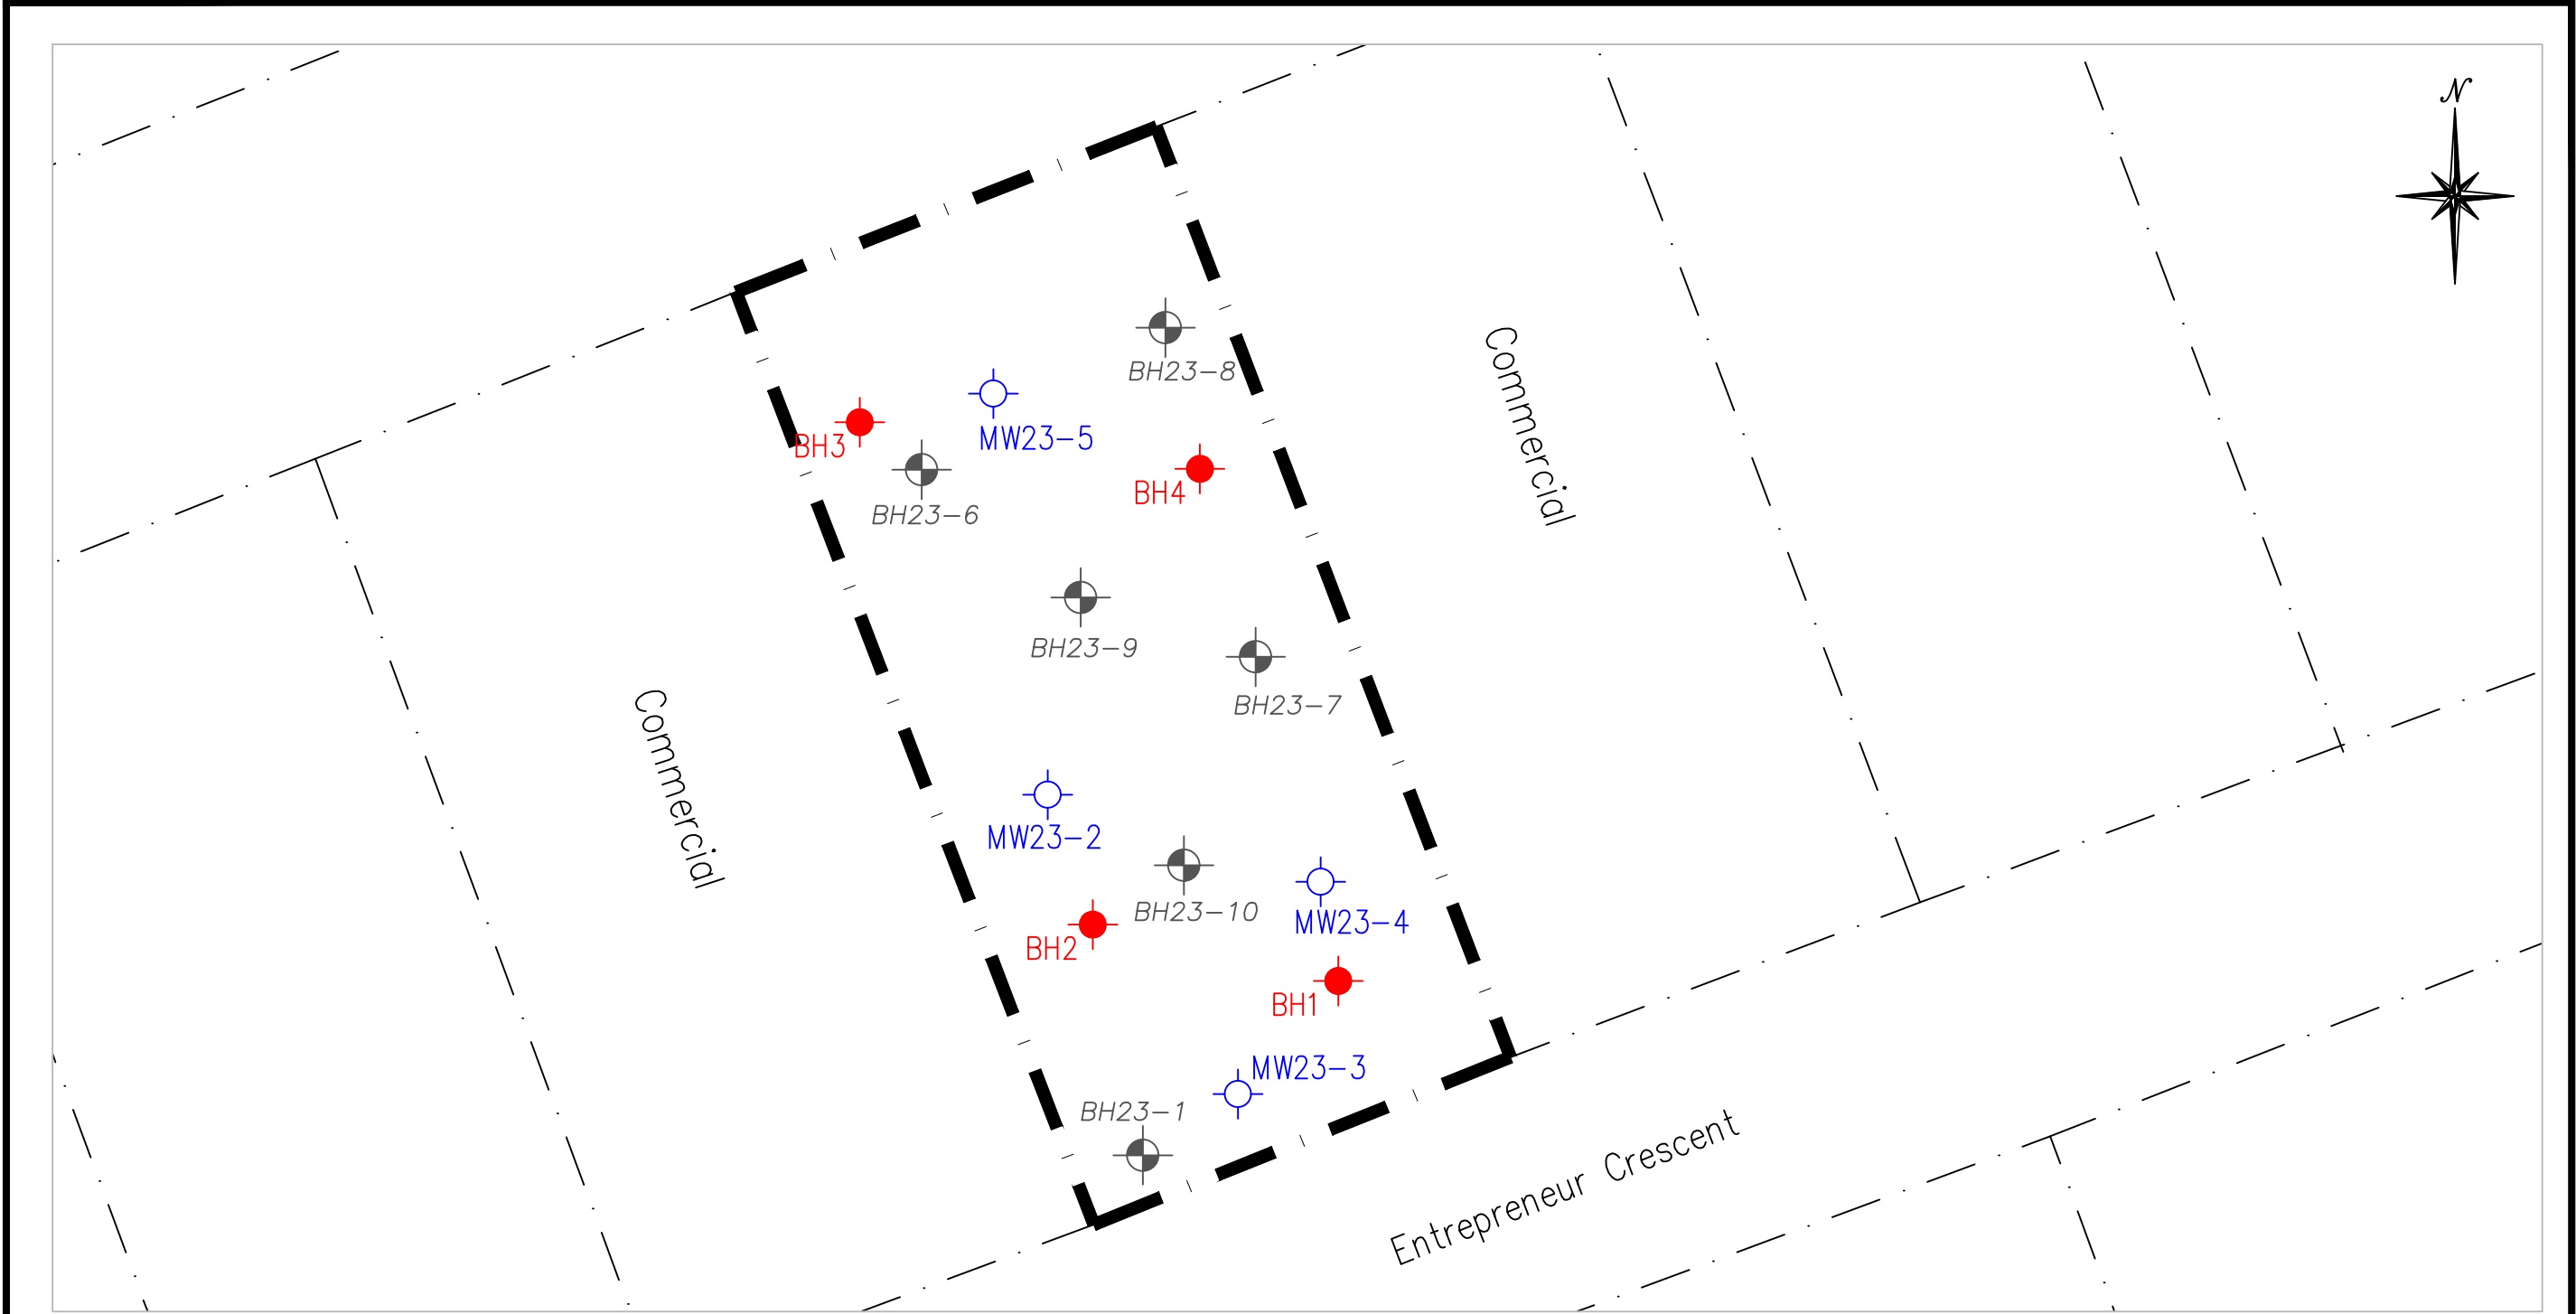 N
Commercial
BH23-8
MW23-5
BH3
BH4
BH23-6
BH23-9
BH23-7
Commercial
MW23-2
BH23-10
MW23-4
BH2
BH1
MW23-3
BH23-1
Entrepreneur Crescent